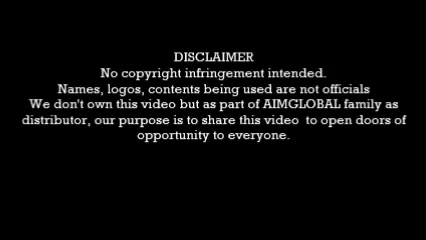 DISCLAIMER
No copyright infringement intended.
Names, logos, contents being used are not officials
We don't own this video but as part of AIMGLOBAL family as
distributor, our purpose is to share this video to open doors of
opportunity to everyone.